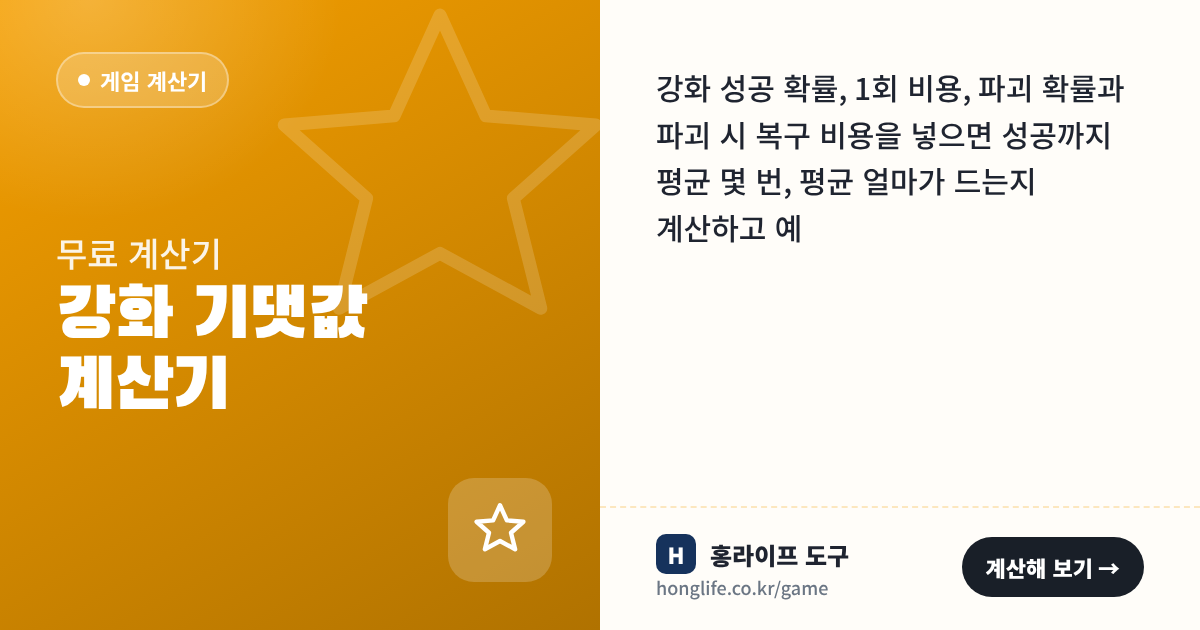 게임 계산기
무료 계산기
강화 기댓값
계산기
강화 성공 확률, 1회 비용, 파괴 확률과
파괴 시 복구 비용을 넣으면 성공까지
평균 몇 번, 평균 얼마가 드는지
계산하고 예
H 홍라이프 도구
honglife.co.kr/game
계산해 보기 →